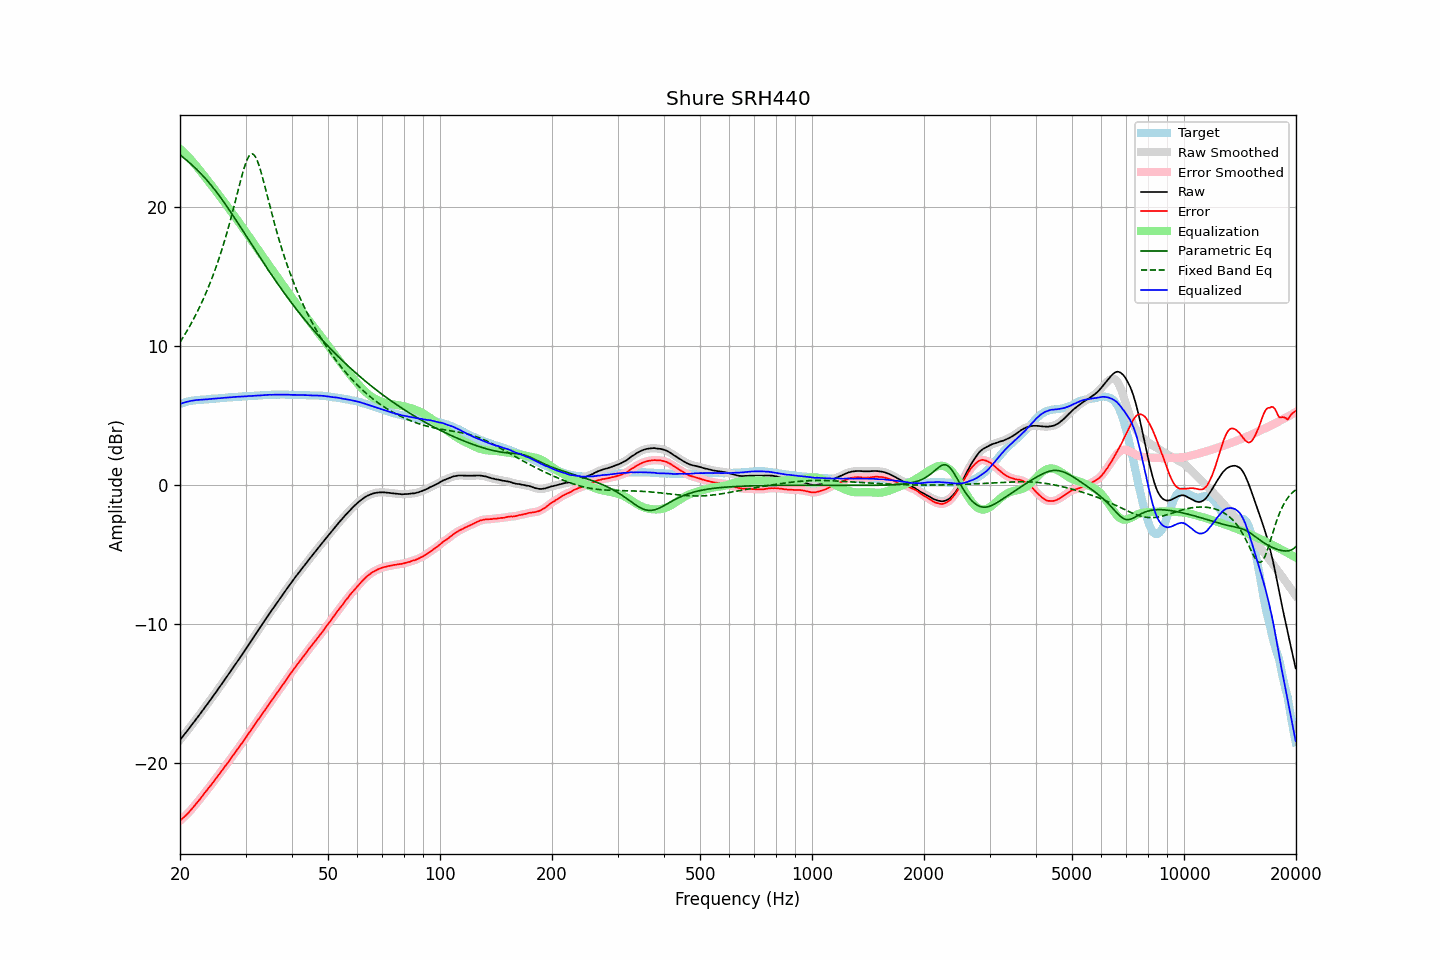 Shure SRH440
Target
Raw Smoothed
Error Smoothed
Raw
Error
Equalization
Parametric Eq
Fixed Band Eq
Equalized
20
10
0
−10
−20
Amplitude (dBr)
20 50 100 200 500 1000 2000 5000 10000 20000
Frequency (Hz)